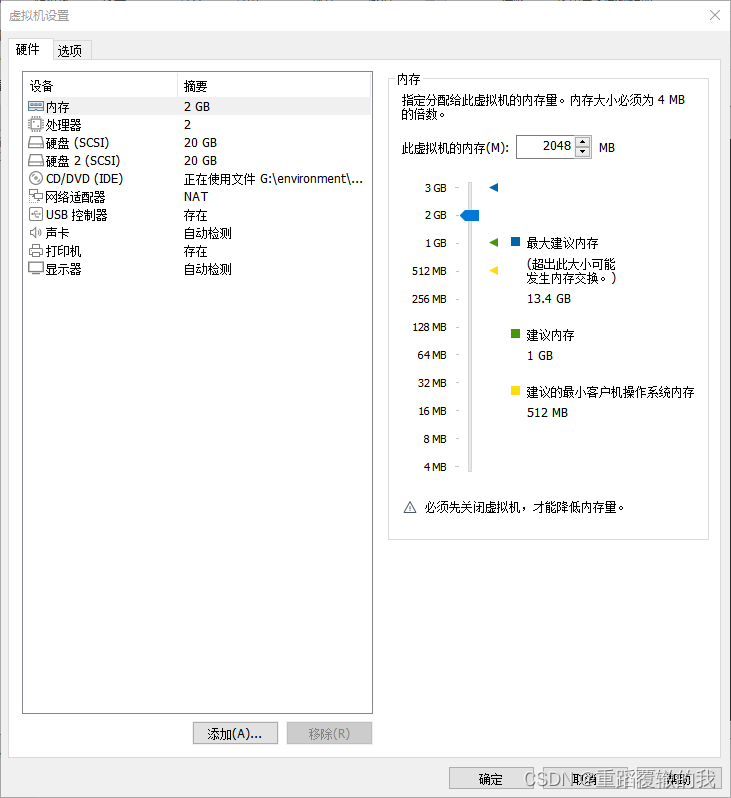 虚拟机设置
硬件 选项
设备 摘要
内存 2 GB
处理器 2
硬盘 (SCSI) 20 GB
硬盘 2 (SCSI) 20 GB
CD/DVD (IDE) 正在使用文件 G:\environment\...
网络适配器 NAT
USB 控制器 存在
声卡 自动检测
打印机 存在
显示器 自动检测
添加(A)... 移除(R)
内存
指定分配给此虚拟机的内存量。内存大小必须为 4 MB
的倍数。
此虚拟机的内存(M): 2048 MB
3 GB
2 GB
1 GB
512 MB
256 MB
128 MB
64 MB
32 MB
16 MB
8 MB
4 MB
最大建议内存
(超出此大小可能
发生内存交换。)
13.4 GB
建议内存
1 GB
建议的最小客户机操作系统内存
512 MB
必须先关闭虚拟机，才能降低内存量。
确定 取消 帮助
CSDN @重蹈覆辙的我